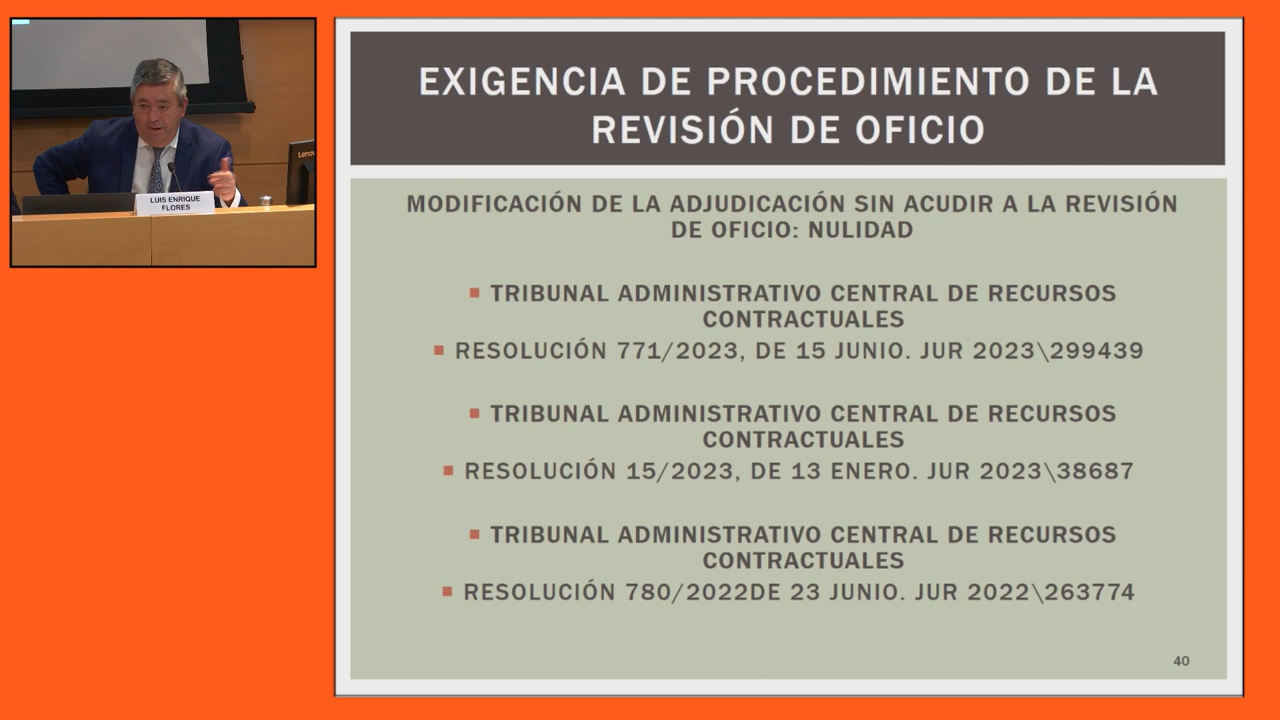 Lenovo
LUIS ENRIQUE
FLORES
EXIGENCIA DE PROCEDIMIENTO DE LA
REVISIÓN DE OFICIO
MODIFICACIÓN DE LA ADJUDICACIÓN SIN ACUDIR A LA REVISIÓN
DE OFICIO: NULIDAD
▪ TRIBUNAL ADMINISTRATIVO CENTRAL DE RECURSOS
CONTRACTUALES
▪ RESOLUCIÓN 771/2023, DE 15 JUNIO. JUR 2023\299439
▪ TRIBUNAL ADMINISTRATIVO CENTRAL DE RECURSOS
CONTRACTUALES
▪ RESOLUCIÓN 15/2023, DE 13 ENERO. JUR 2023\38687
▪ TRIBUNAL ADMINISTRATIVO CENTRAL DE RECURSOS
CONTRACTUALES
▪ RESOLUCIÓN 780/2022DE 23 JUNIO. JUR 2022\263774
40